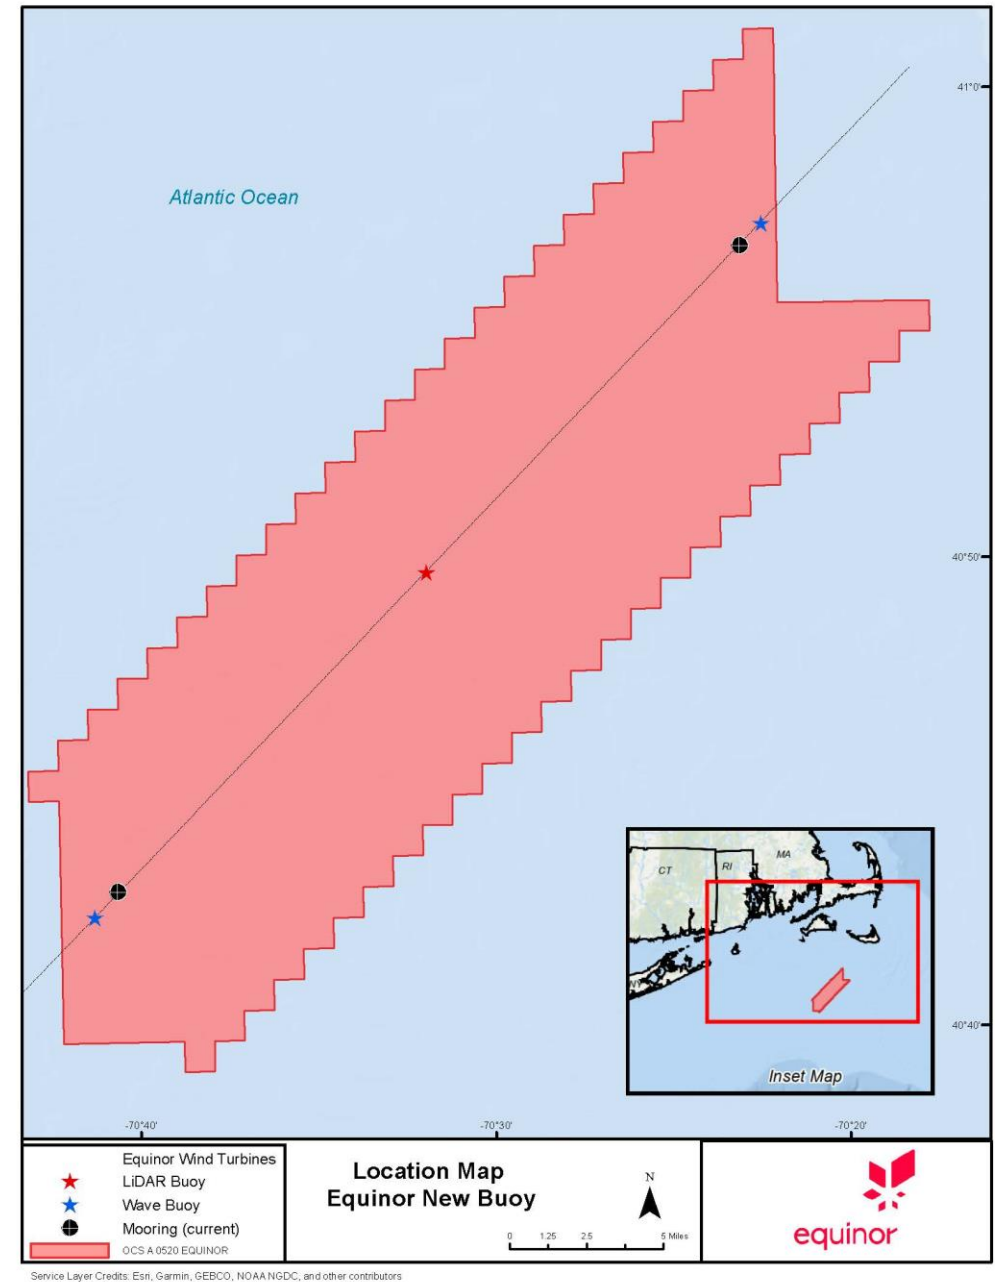 41°0'
Atlantic Ocean
40°50'
CT
RI
MA
NY
40°40'
Inset Map
-70°40'
-70°30'
-70°20'
Equinor Wind Turbines
LiDAR Buoy
Wave Buoy
Mooring (current)
OCS A 0520 EQUINOR
Location Map
Equinor New Buoy
N
0 1.25 2.5 5 Miles
equinor
Service Layer Credits: Esri, Garmin, GEBCO, NOAA NGDC, and other contributors